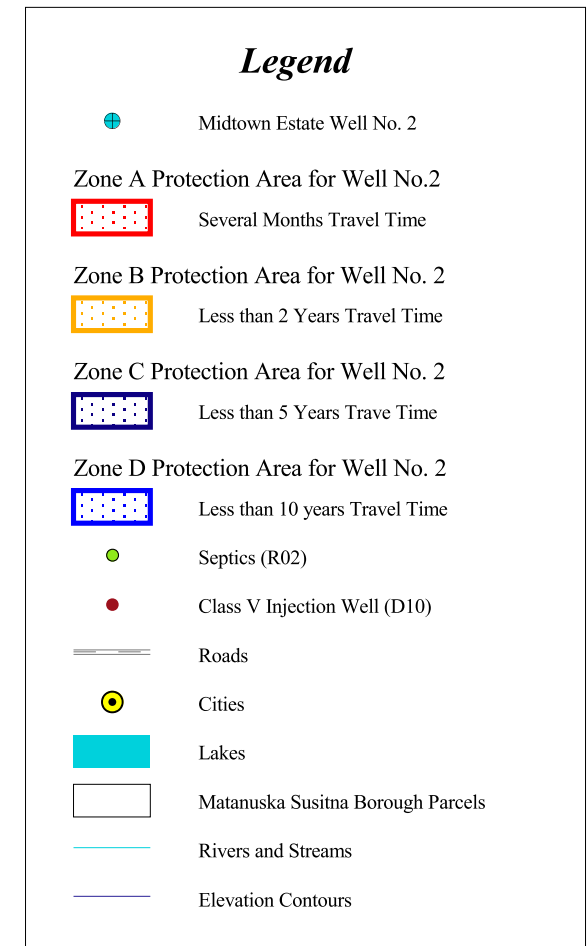 Legend
Midtown Estate Well No. 2
Zone A Protection Area for Well No.2
Several Months Travel Time
Zone B Protection Area for Well No. 2
Less than 2 Years Travel Time
Zone C Protection Area for Well No. 2
Less than 5 Years Trave Time
Zone D Protection Area for Well No. 2
Less than 10 years Travel Time
Septics (R02)
Class V Injection Well (D10)
Roads
Cities
Lakes
Matanuska Susitna Borough Parcels
Rivers and Streams
Elevation Contours